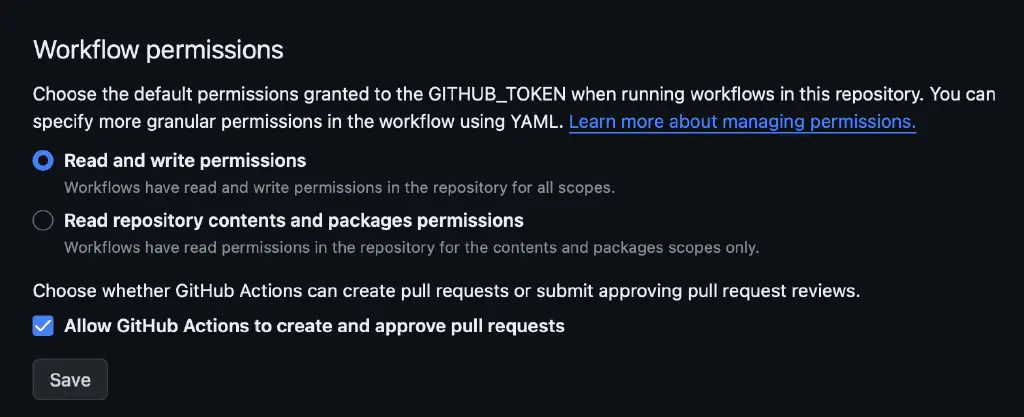 Workflow permissions
Choose the default permissions granted to the GITHUB_TOKEN when running workflows in this repository. You can
specify more granular permissions in the workflow using YAML. Learn more about managing permissions.
Read and write permissions
Workflows have read and write permissions in the repository for all scopes.
Read repository contents and packages permissions
Workflows have read permissions in the repository for the contents and packages scopes only.
Choose whether GitHub Actions can create pull requests or submit approving pull request reviews.
Allow GitHub Actions to create and approve pull requests
Save